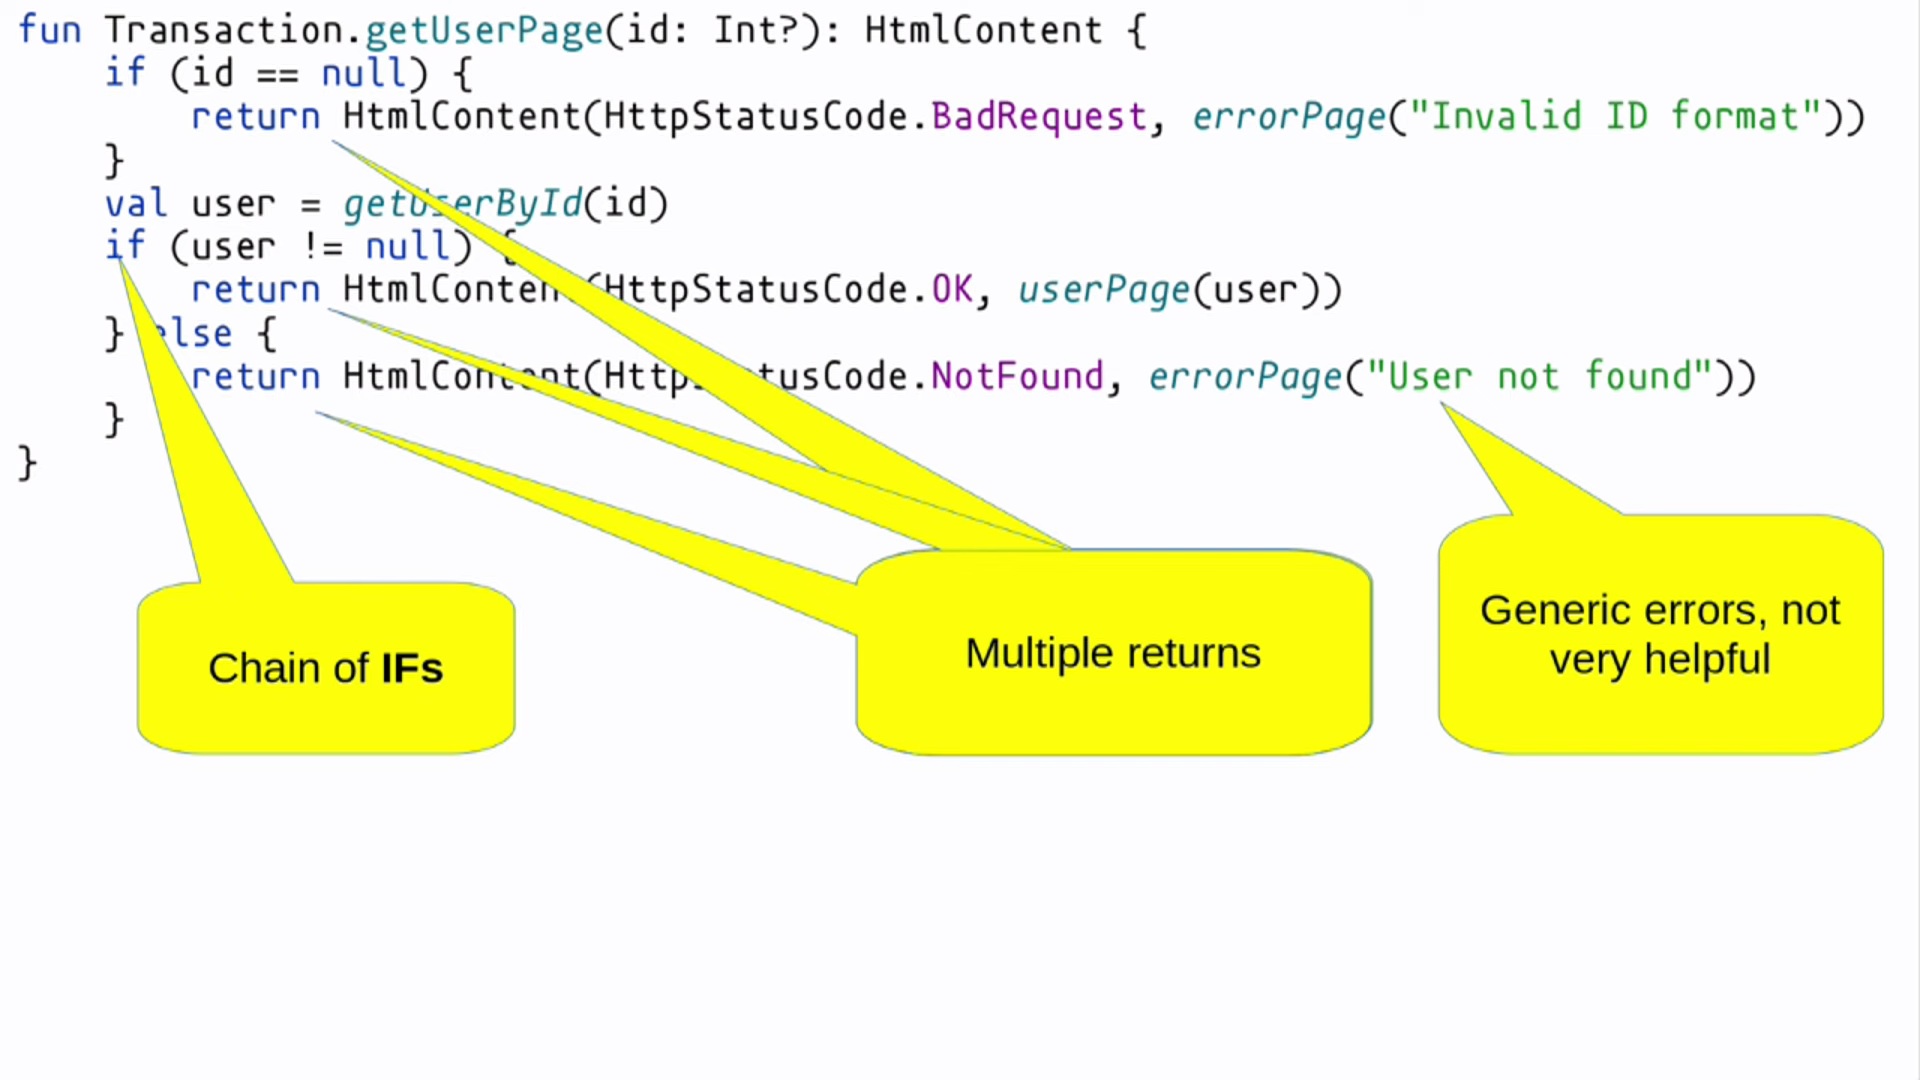 fun Transaction.getUserPage(id: Int?): HtmlContent {
if (id == null) {
return HtmlContent(HttpStatusCode.BadRequest, errorPage("Invalid ID format"))
}
val user = getUserById(id)
if (user != null) {
return HtmlContent(HttpStatusCode.OK, userPage(user))
} else {
return HtmlContent(HttpStatusCode.NotFound, errorPage("User not found"))
}
}
Chain of IFs
Multiple returns
Generic errors, not
very helpful